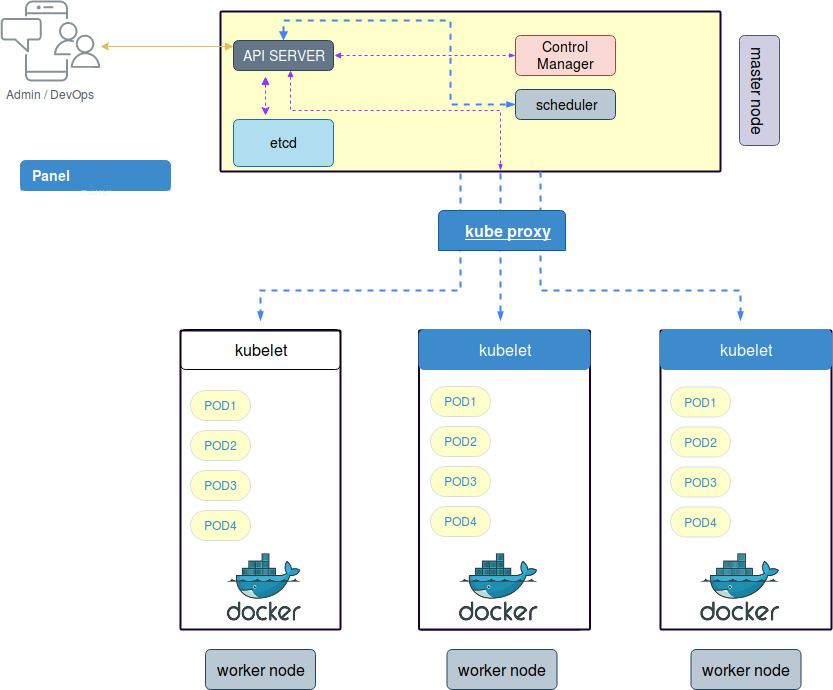 Admin / DevOps
API SERVER
Control
Manager
scheduler
etcd
master node
Panel
kube proxy
kubelet
kubelet
kubelet
POD1
POD2
POD3
POD4
docker
POD1
POD2
POD3
POD4
docker
POD1
POD2
POD3
POD4
docker
worker node
worker node
worker node